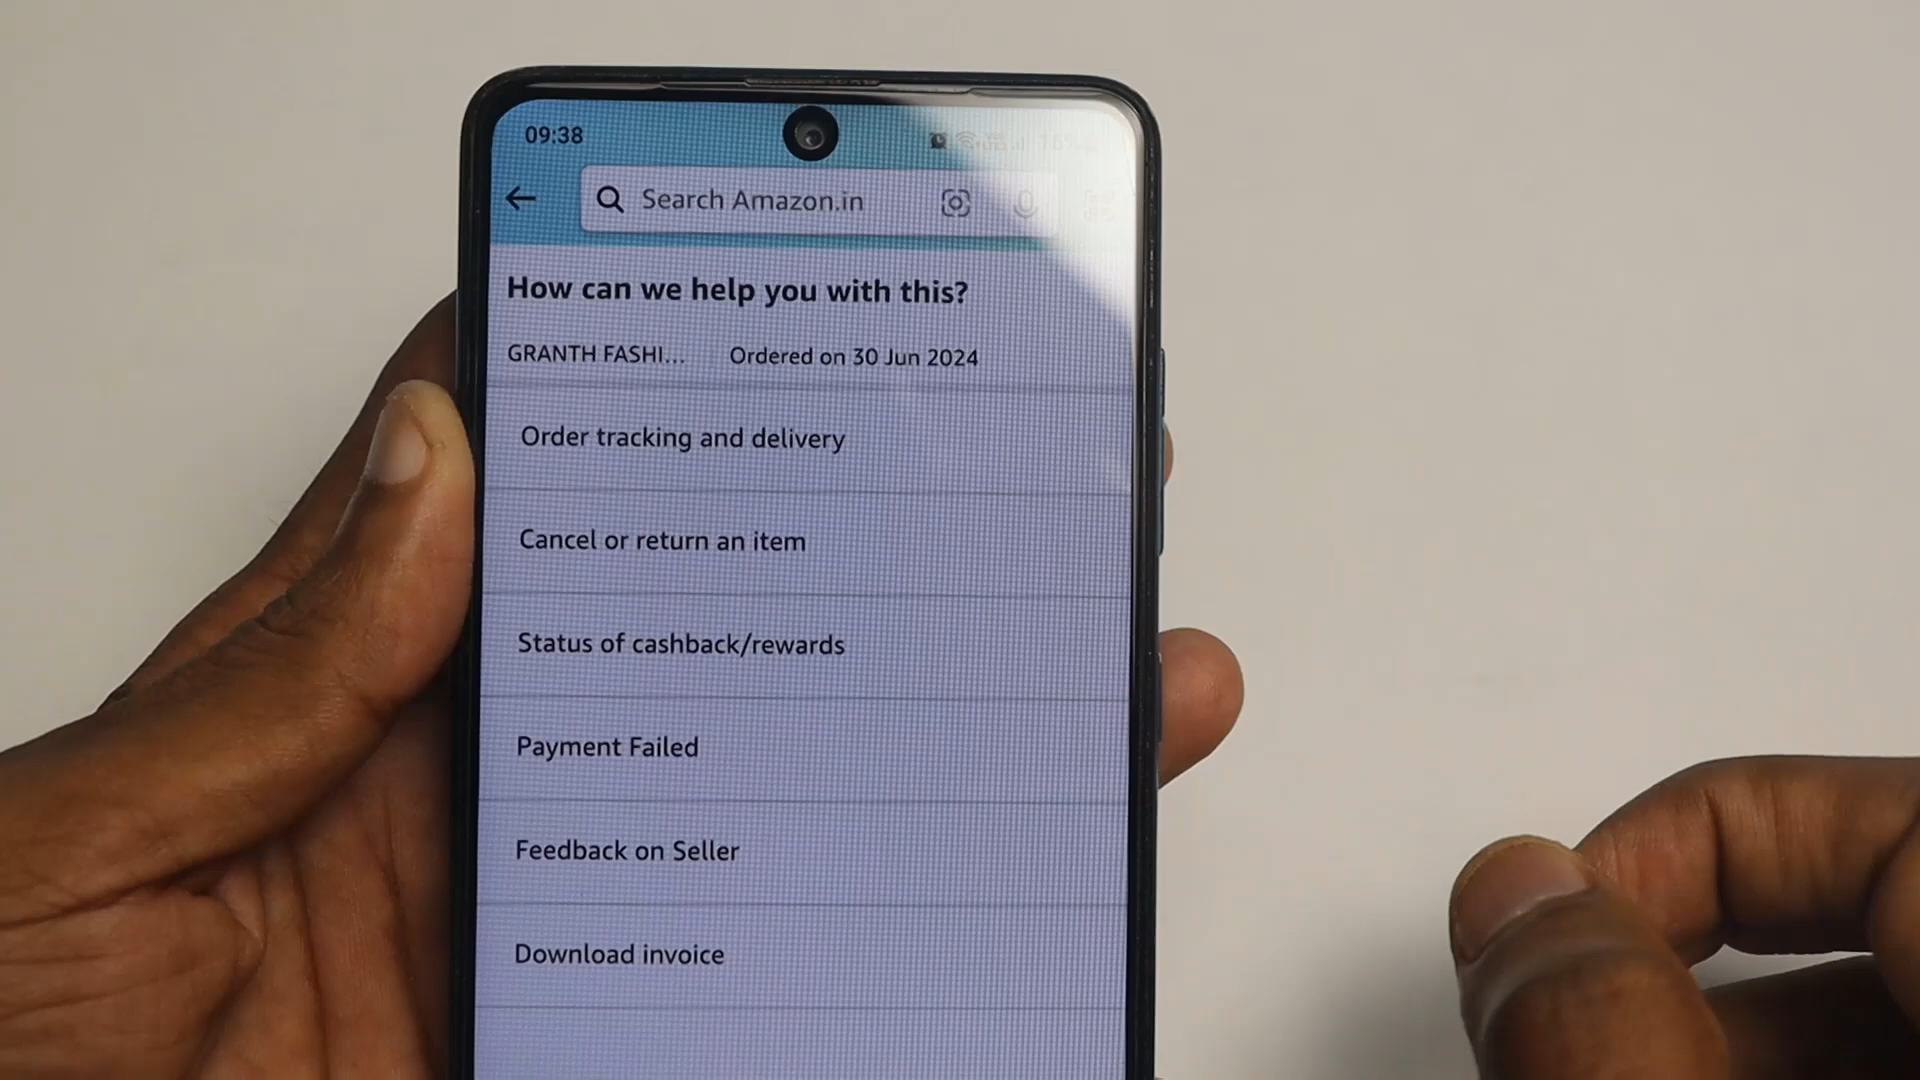 09:38
Search Amazon.in
How can we help you with this?
GRANTH FASHI... Ordered on 30 Jun 2024
Order tracking and delivery
Cancel or return an item
Status of cashback/rewards
Payment Failed
Feedback on Seller
Download invoice